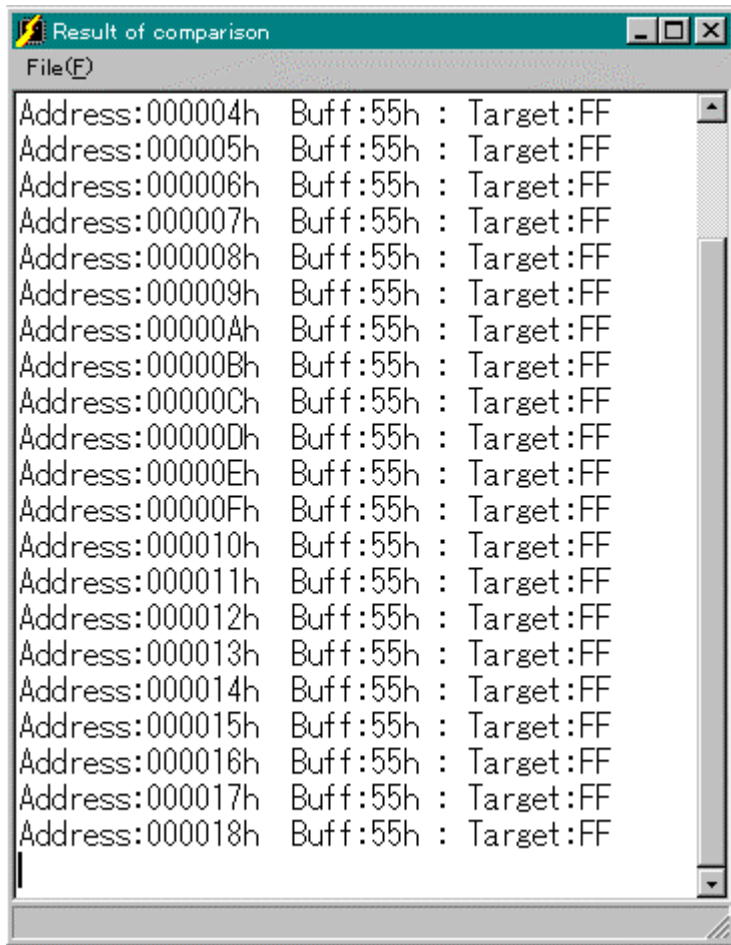 Result of comparison
File(F)
Address:000004h  Buff:55h : Target:FF
Address:000005h  Buff:55h : Target:FF
Address:000006h  Buff:55h : Target:FF
Address:000007h  Buff:55h : Target:FF
Address:000008h  Buff:55h : Target:FF
Address:000009h  Buff:55h : Target:FF
Address:00000Ah  Buff:55h : Target:FF
Address:00000Bh  Buff:55h : Target:FF
Address:00000Ch  Buff:55h : Target:FF
Address:00000Dh  Buff:55h : Target:FF
Address:00000Eh  Buff:55h : Target:FF
Address:00000Fh  Buff:55h : Target:FF
Address:000010h  Buff:55h : Target:FF
Address:000011h  Buff:55h : Target:FF
Address:000012h  Buff:55h : Target:FF
Address:000013h  Buff:55h : Target:FF
Address:000014h  Buff:55h : Target:FF
Address:000015h  Buff:55h : Target:FF
Address:000016h  Buff:55h : Target:FF
Address:000017h  Buff:55h : Target:FF
Address:000018h  Buff:55h : Target:FF